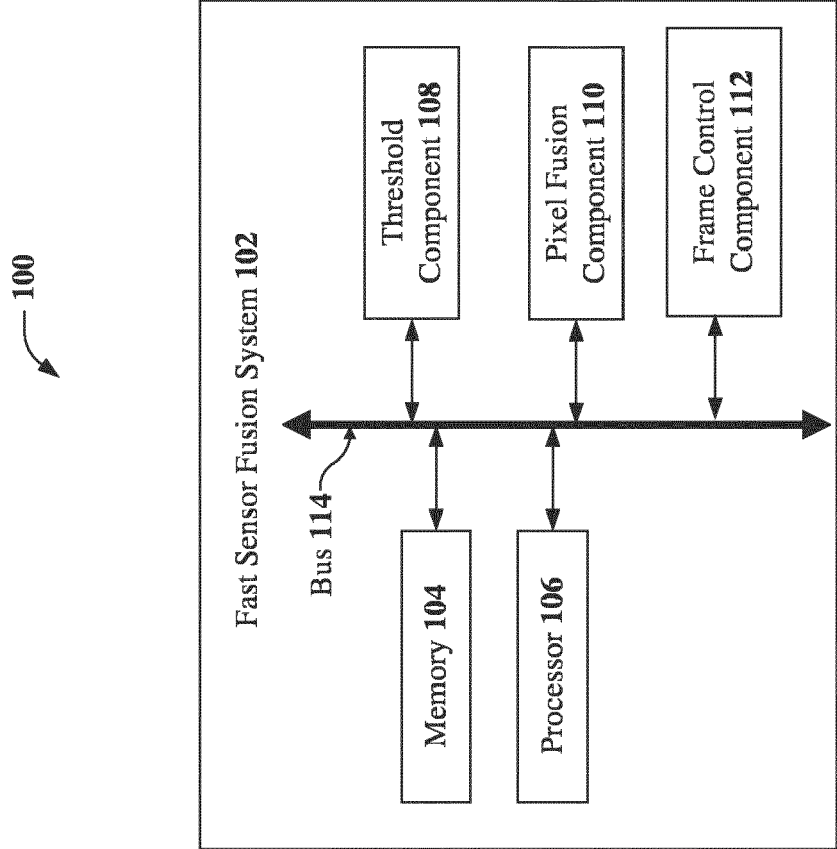 100
Fast Sensor Fusion System 102
Bus 114
Memory 104
Processor 106
Threshold
Component 108
Pixel Fusion
Component 110
Frame Control
Component 112